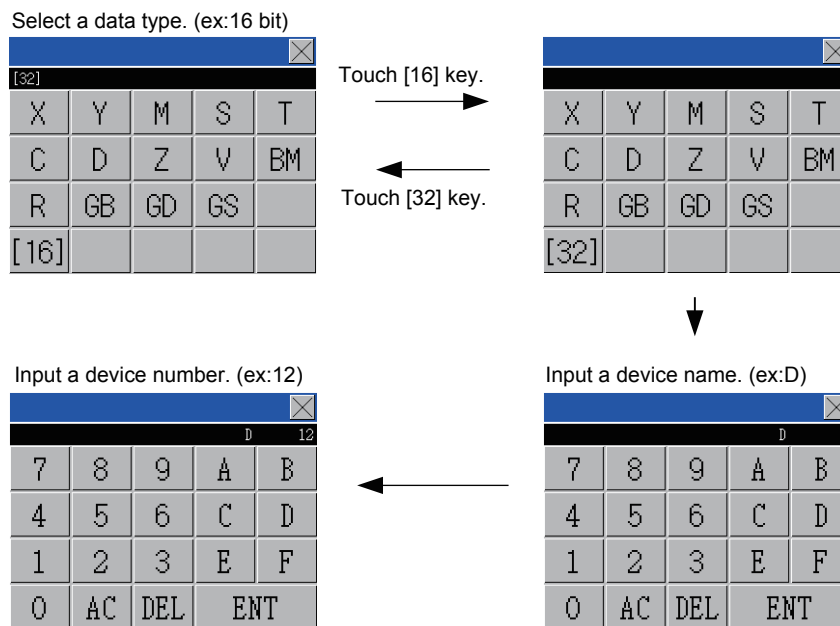 Select a data type. (ex:16 bit)
[32]
X Y M S T
C D Z V BM
R GB GD GS
[16]
Touch [16] key.
Touch [32] key.
X Y M S T
C D Z V BM
R GB GD GS
[32]
Input a device number. (ex:12)
D 12
7 8 9 A B
4 5 6 C D
1 2 3 E F
0 AC DEL ENT
Input a device name. (ex:D)
D
7 8 9 A B
4 5 6 C D
1 2 3 E F
0 AC DEL ENT